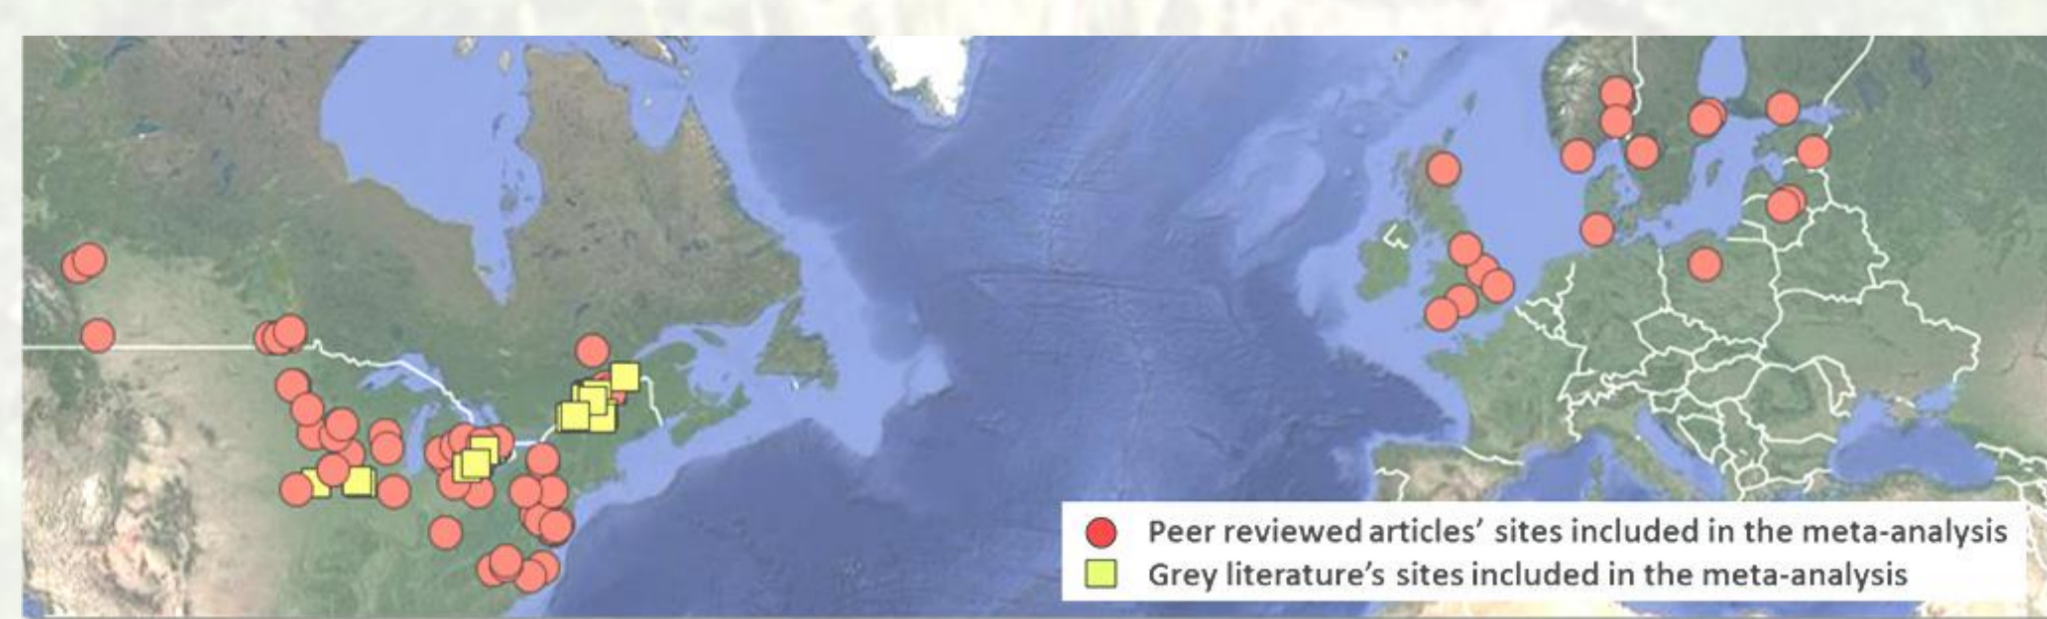 Peer reviewed articles' sites included in the meta-analysis
Grey literature's sites included in the meta-analysis